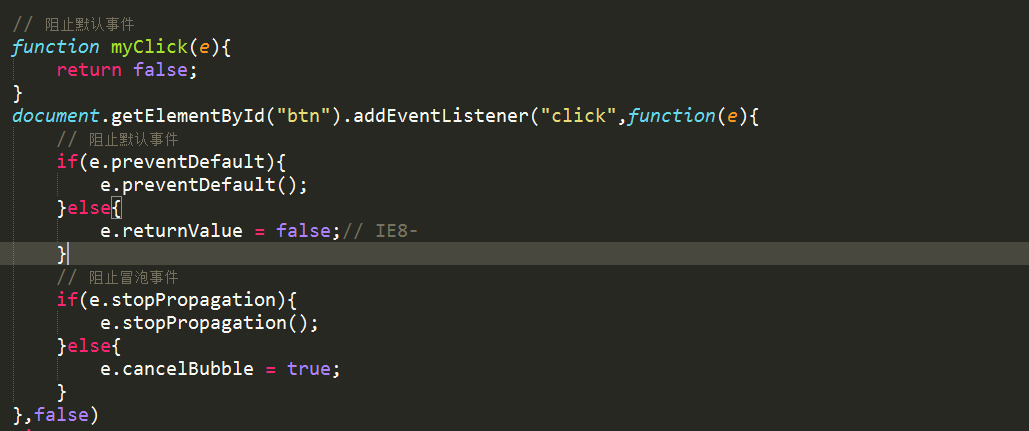 // 阻止默认事件
function myClick(e){
    return false;
}
document.getElementById("btn").addEventListener("click",function(e){
    // 阻止默认事件
    if(e.preventDefault){
        e.preventDefault();
    }else{
        e.returnValue = false;// IE8-
    }
    // 阻止冒泡事件
    if(e.stopPropagation){
        e.stopPropagation();
    }else{
        e.cancelBubble = true;
    }
},false)